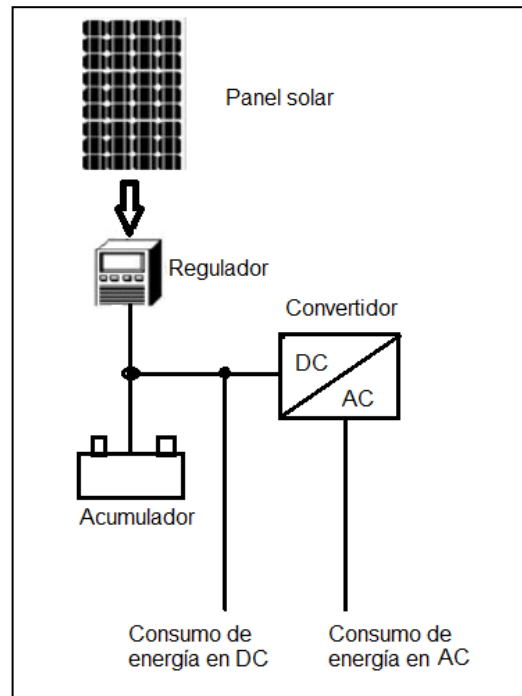 Panel solar
Regulador
Convertidor
DC
AC
Acumulador
Consumo de
energía en DC
Consumo de
energía en AC